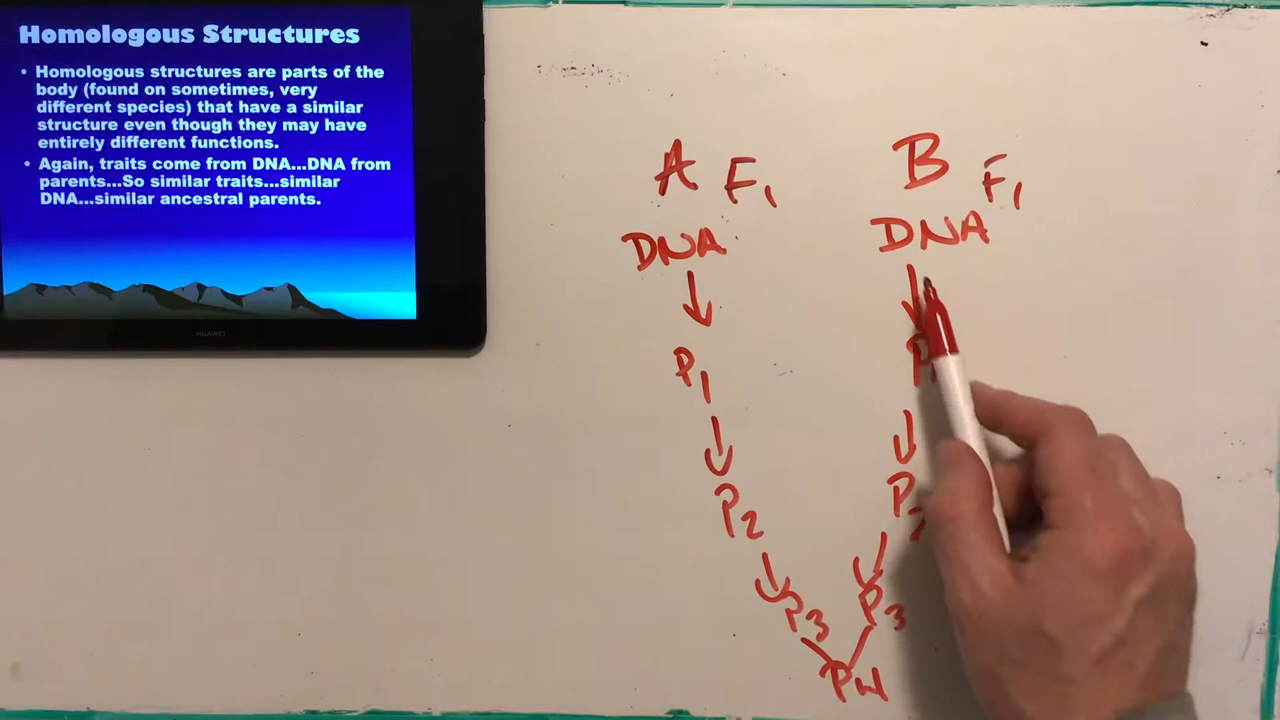 Homologous Structures
• Homologous structures are parts of the
body (found on sometimes, very
different species) that have a similar
structure even though they may have
entirely different functions.
• Again, traits come from DNA...DNA from
parents...So similar traits...similar
DNA...similar ancestral parents.
HUAWEI
A F1 B F1
DNA DNA
P1
P2
P3 P3
P4